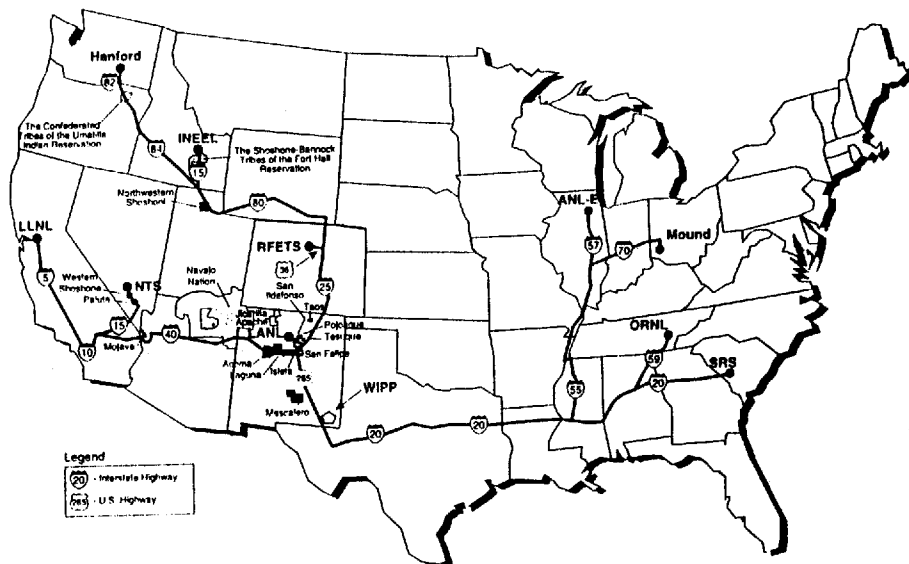 Hanford
82
The Confederated
Tribes of the Umatilla
Indian Reservation
84
INEEL
15
The Shoshone-Bannock
Tribes of the Fort Hall
Reservation
Northwestern
Shoshoni
80
ANL-E
57
70
Mound
LLNL
5
RFETS
36
San
Ildefonso
25
Taos
Navajo
Nation
Western
Shoshone
Paiute
NTS
15
10
Mojave
40
Jicarilla
Apache
Pojoaque
Tesuque
San Felipe
Acoma
Laguna
Isleta
285
WIPP
Mescalero
20
20
55
ORNL
59
20
SRS
Legend
20 - Interstate Highway
285 - U.S. Highway